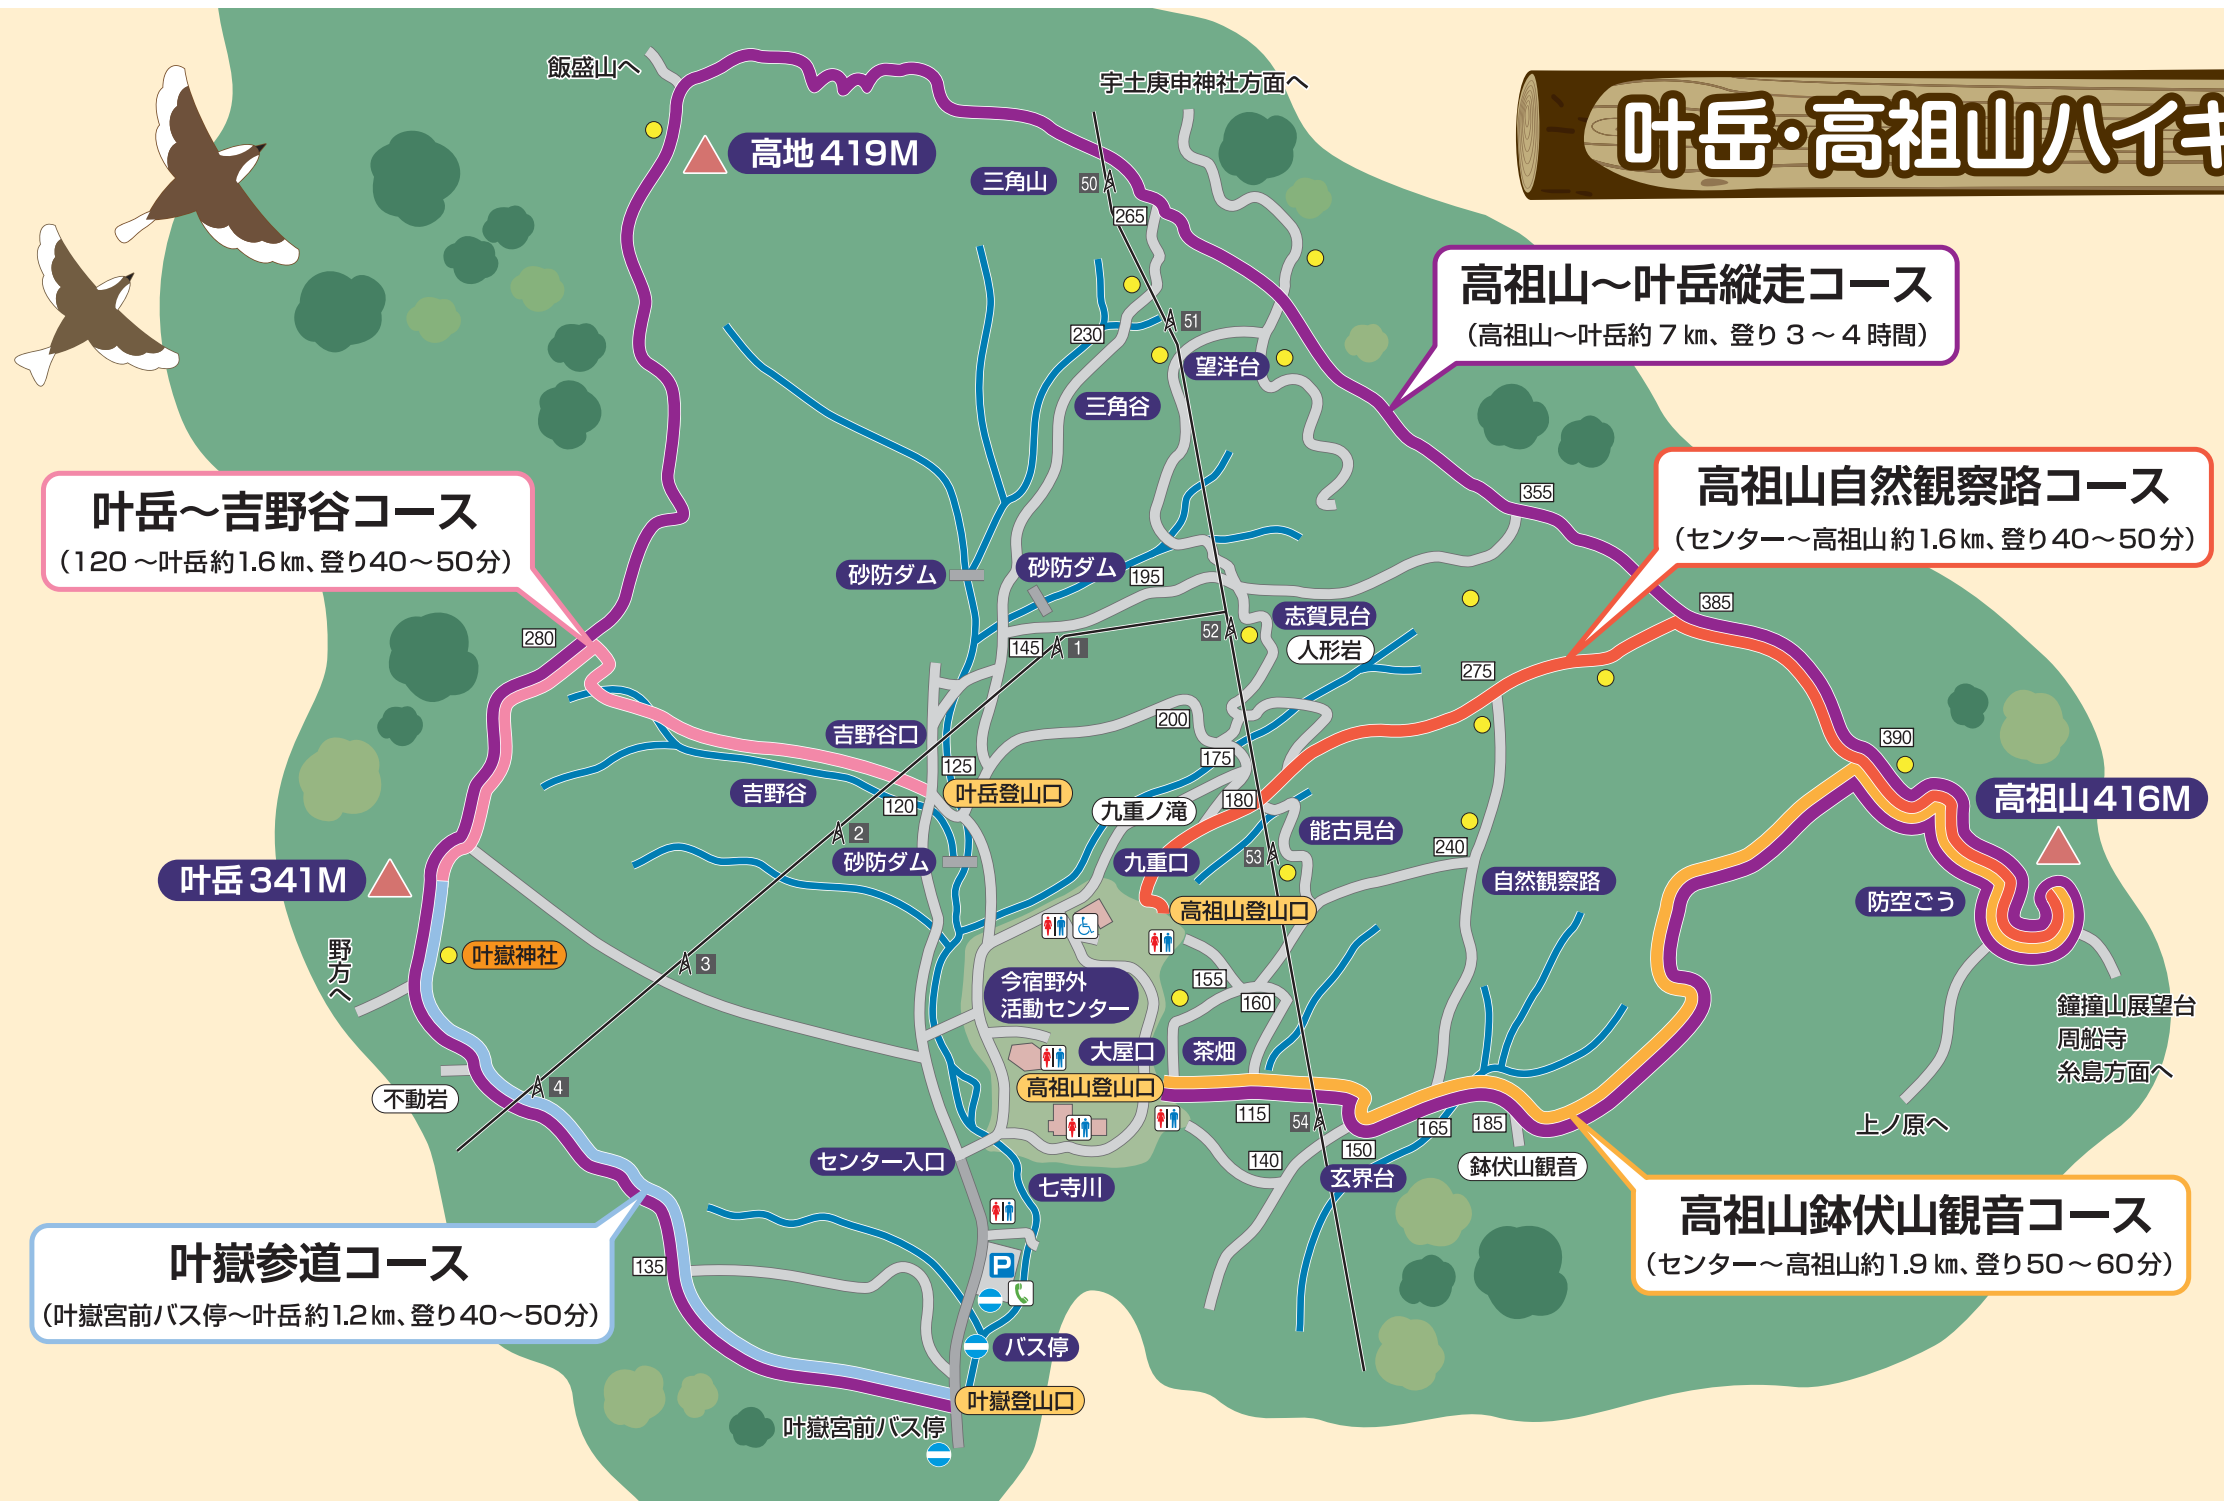 叶岳・高祖山ハイキ
飯盛山へ
宇土庚申神社方面へ
高地 419M
三角山
50
265
高祖山～叶岳縦走コース
（高祖山～叶岳約 7 ㎞、登り 3 ～ 4 時間）
51
230
望洋台
三角谷
叶岳～吉野谷コース
（120 ～叶岳約1.6㎞、登り40～50分）
355
高祖山自然観察路コース
（センター～高祖山約1.6㎞、登り40～50分）
砂防ダム
砂防ダム
195
385
志賀見台
52
人形岩
280
145
1
275
200
吉野谷口
390
175
125
吉野谷
叶岳登山口
120
180
九重ノ滝
高祖山 416M
2
能古見台
240
砂防ダム
九重口
53
叶岳 341M
自然観察路
防空ごう
高祖山登山口
野方へ
叶嶽神社
3
155
今宿野外
活動センター
160
鐘撞山展望台
周船寺
糸島方面へ
大屋口
茶畑
4
高祖山登山口
不動岩
115
54
165
185
上ノ原へ
150
140
センター入口
鉢伏山観音
玄界台
七寺川
高祖山鉢伏山観音コース
（センター～高祖山約1.9 ㎞、登り50～60分）
叶嶽参道コース
（叶嶽宮前バス停～叶岳約1.2㎞、登り40～50分）
135
P
バス停
叶嶽登山口
叶嶽宮前バス停